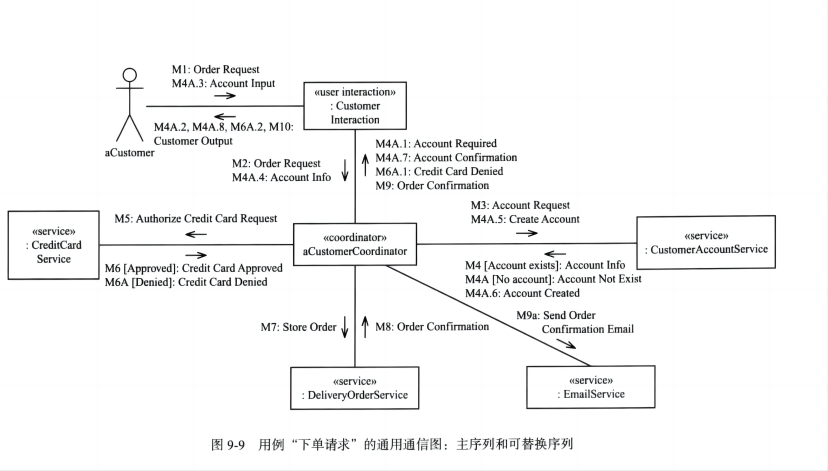 M1: Order Request
M4A.3: Account Input
«user interaction»
: Customer
Interaction
M4A.2, M4A.8, M6A.2, M10:
Customer Output
aCustomer
M2: Order Request
M4A.4: Account Info
M4A.1: Account Required
M4A.7: Account Confirmation
M6A.1: Credit Card Denied
M9: Order Confirmation
«service»
: CreditCard
Service
M5: Authorize Credit Card Request
M6 [Approved]: Credit Card Approved
M6A [Denied]: Credit Card Denied
«coordinator»
aCustomerCoordinator
M3: Account Request
M4A.5: Create Account
M4 [Account exists]: Account Info
M4A [No account]: Account Not Exist
M4A.6: Account Created
«service»
: CustomerAccountService
M7: Store Order
M8: Order Confirmation
M9a: Send Order
Confirmation Email
«service»
: DeliveryOrderService
«service»
: EmailService
图 9-9 用例“下单请求”的通用通信图：主序列和可替换序列